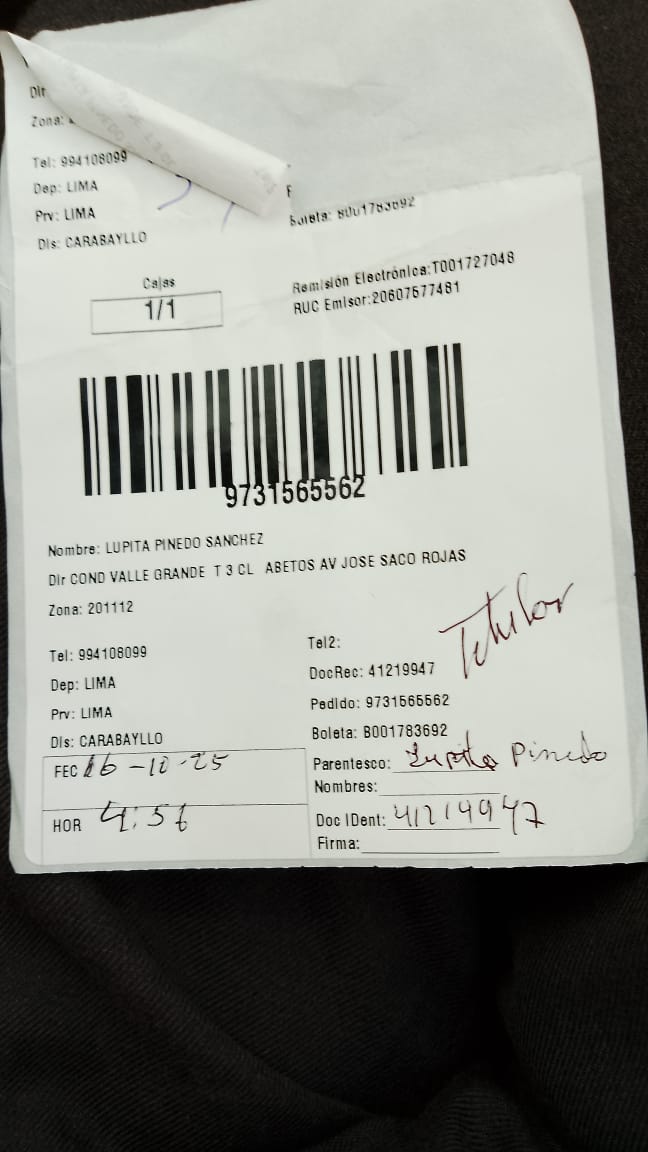 Dir
Zona:
Tel: 994108099
Dep: LIMA
Prv: LIMA
Dis: CARABAYLLO
Boleta: B001783692
Cajas
1/1
Remisión Electrónica:T001727048
RUC Emisor:20607577481
9731565562
Nombre: LUPITA PINEDO SANCHEZ
Dir COND VALLE GRANDE T 3 CL ABETOS AV JOSE SACO ROJAS
Zona: 201112
Tel: 994108099
Dep: LIMA
Prv: LIMA
Dis: CARABAYLLO
FEC 16-10-25
HOR 4:56
Tel2:
Titular
DocRec: 41219947
Pedido: 9731565562
Boleta: B001783692
Parentesco: Lupita Pinedo
Nombres:
Doc IDent: 41219947
Firma: